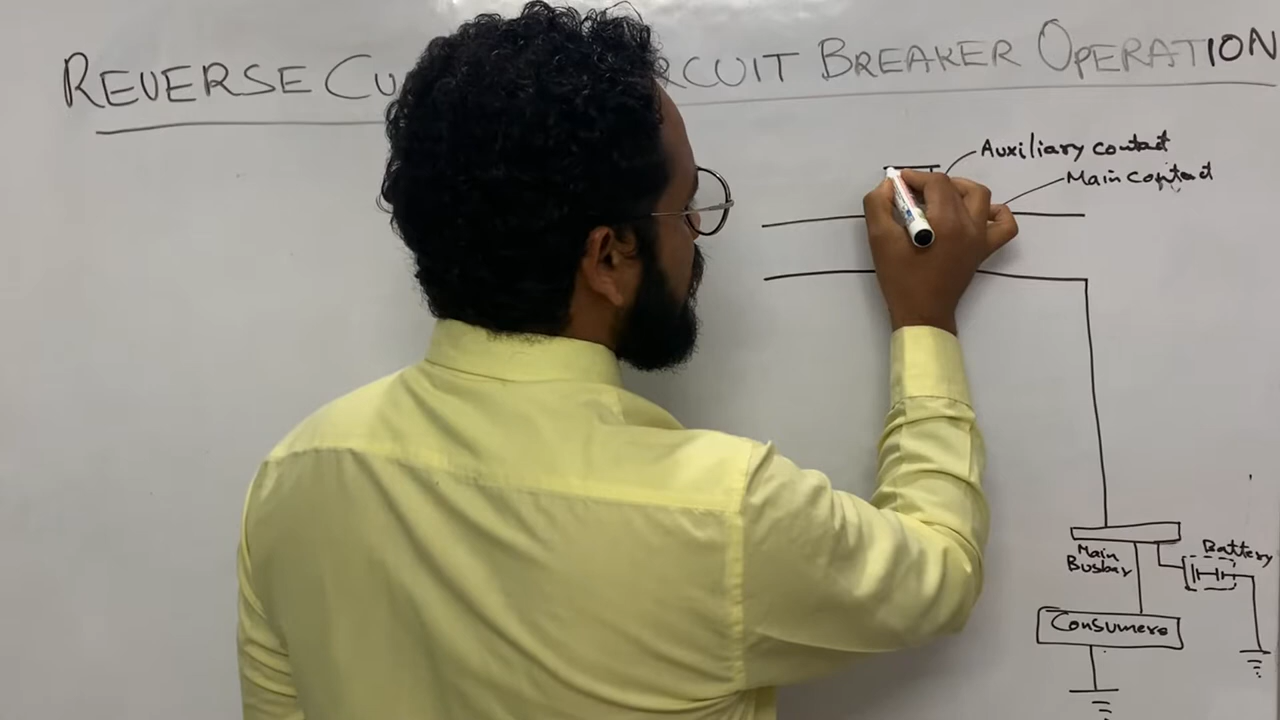 REVERSE CU RCUIT BREAKER OPERATION
Auxiliary contact
Main contact
Main
Busbar
Battery
Consumers